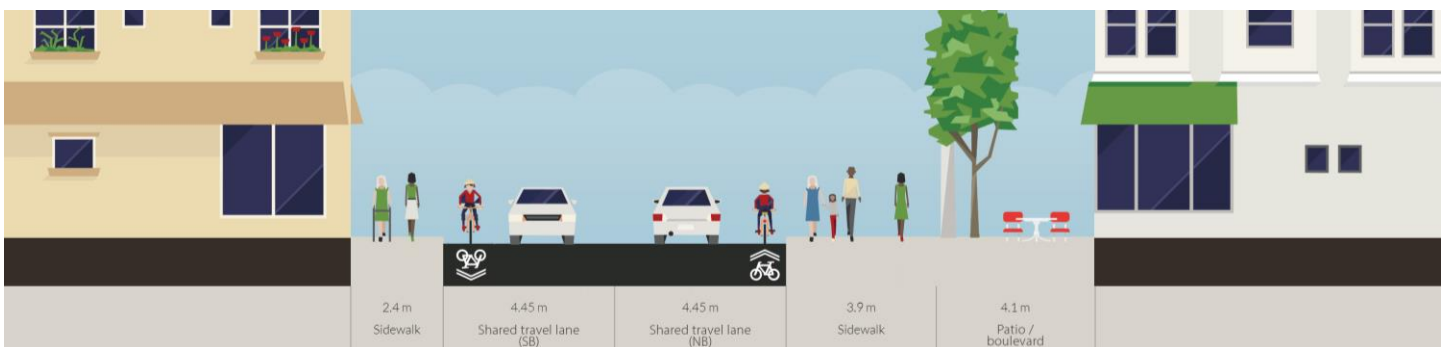 2.4 m
Sidewalk
4.45 m
Shared travel lane
(SB)
4.45 m
Shared travel lane
(NB)
3.9 m
Sidewalk
4.1 m
Patio /
boulevard